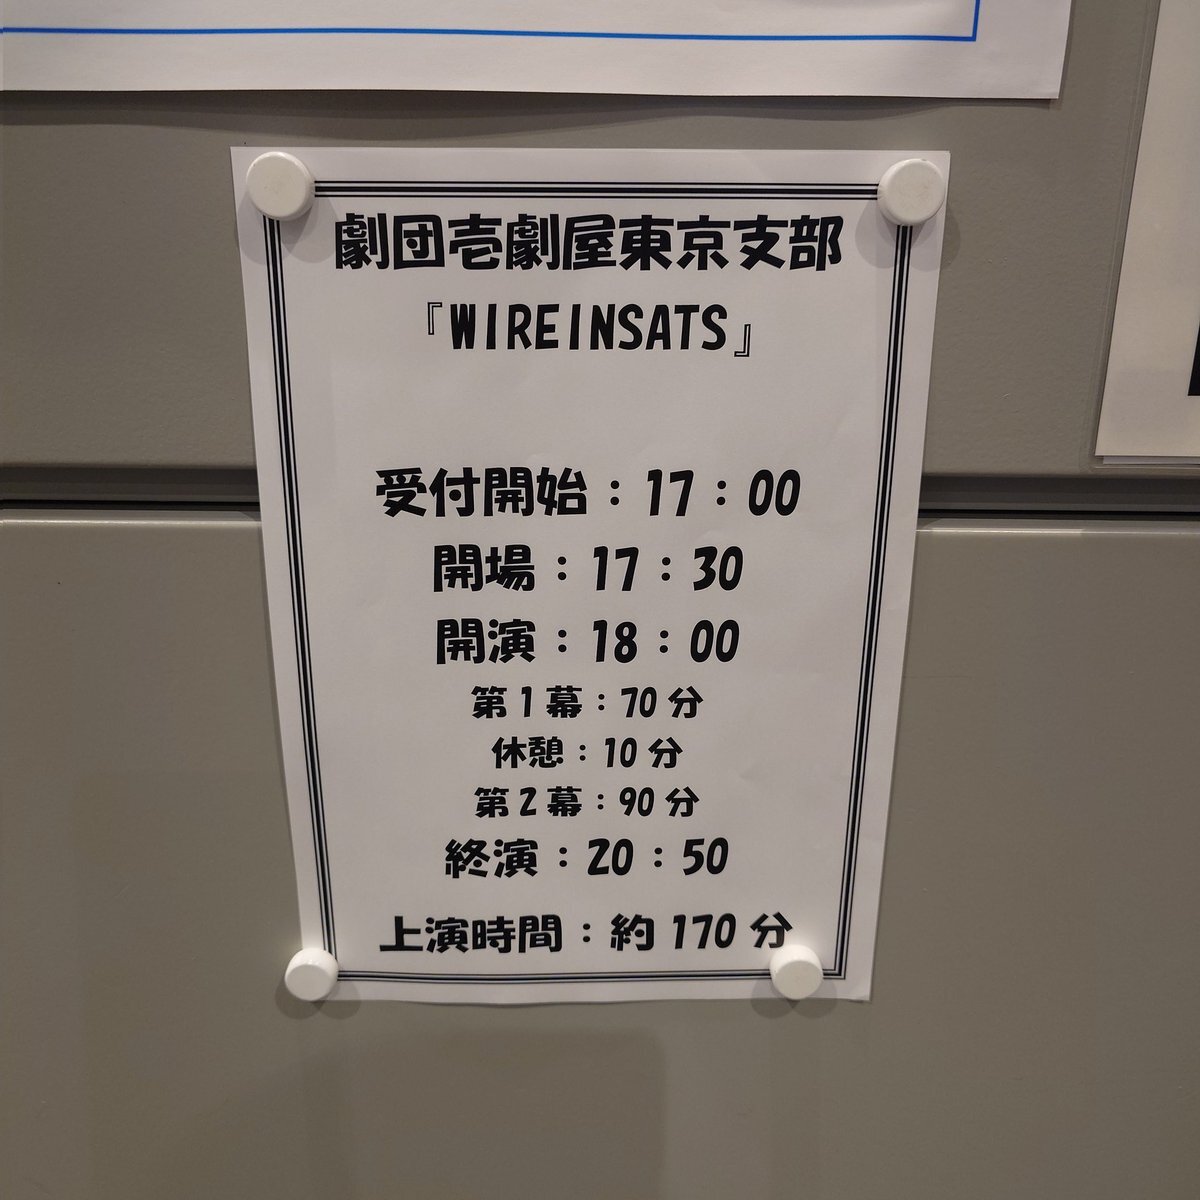 劇団壱劇屋東京支部
『WIREINSATS』
受付開始：17：00
開場：17：30
開演：18：00
第1幕：70分
休憩：10分
第2幕：90分
終演：20：50
上演時間：約170分